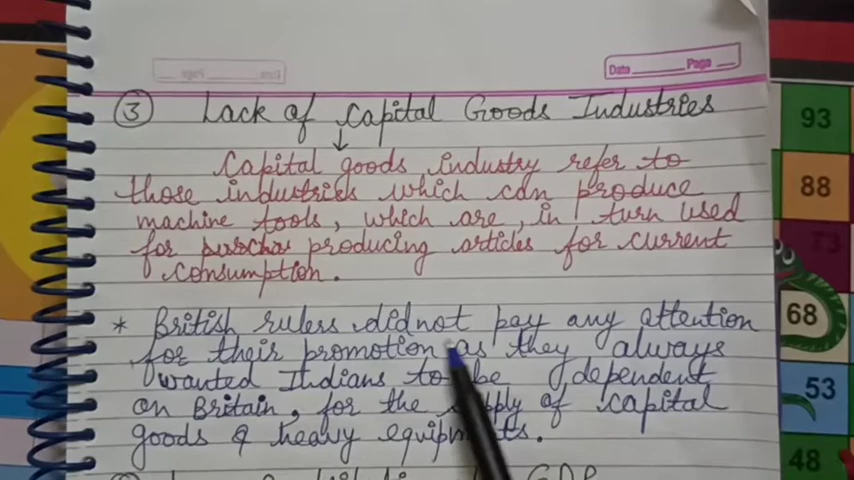 Date Page
③ Lack of Capital Goods Industries
Capital goods industry refer to
those industries which can produce
machine tools, which are, in turn used
for purcha producing articles for current
consumption.
* British rulers didnot pay any attention
for their promotion as they always
wanted Indians to be dependent
on Britain, for the supply of capital
goods & heavy equipments.
GDP
93
88
73
68
53
48